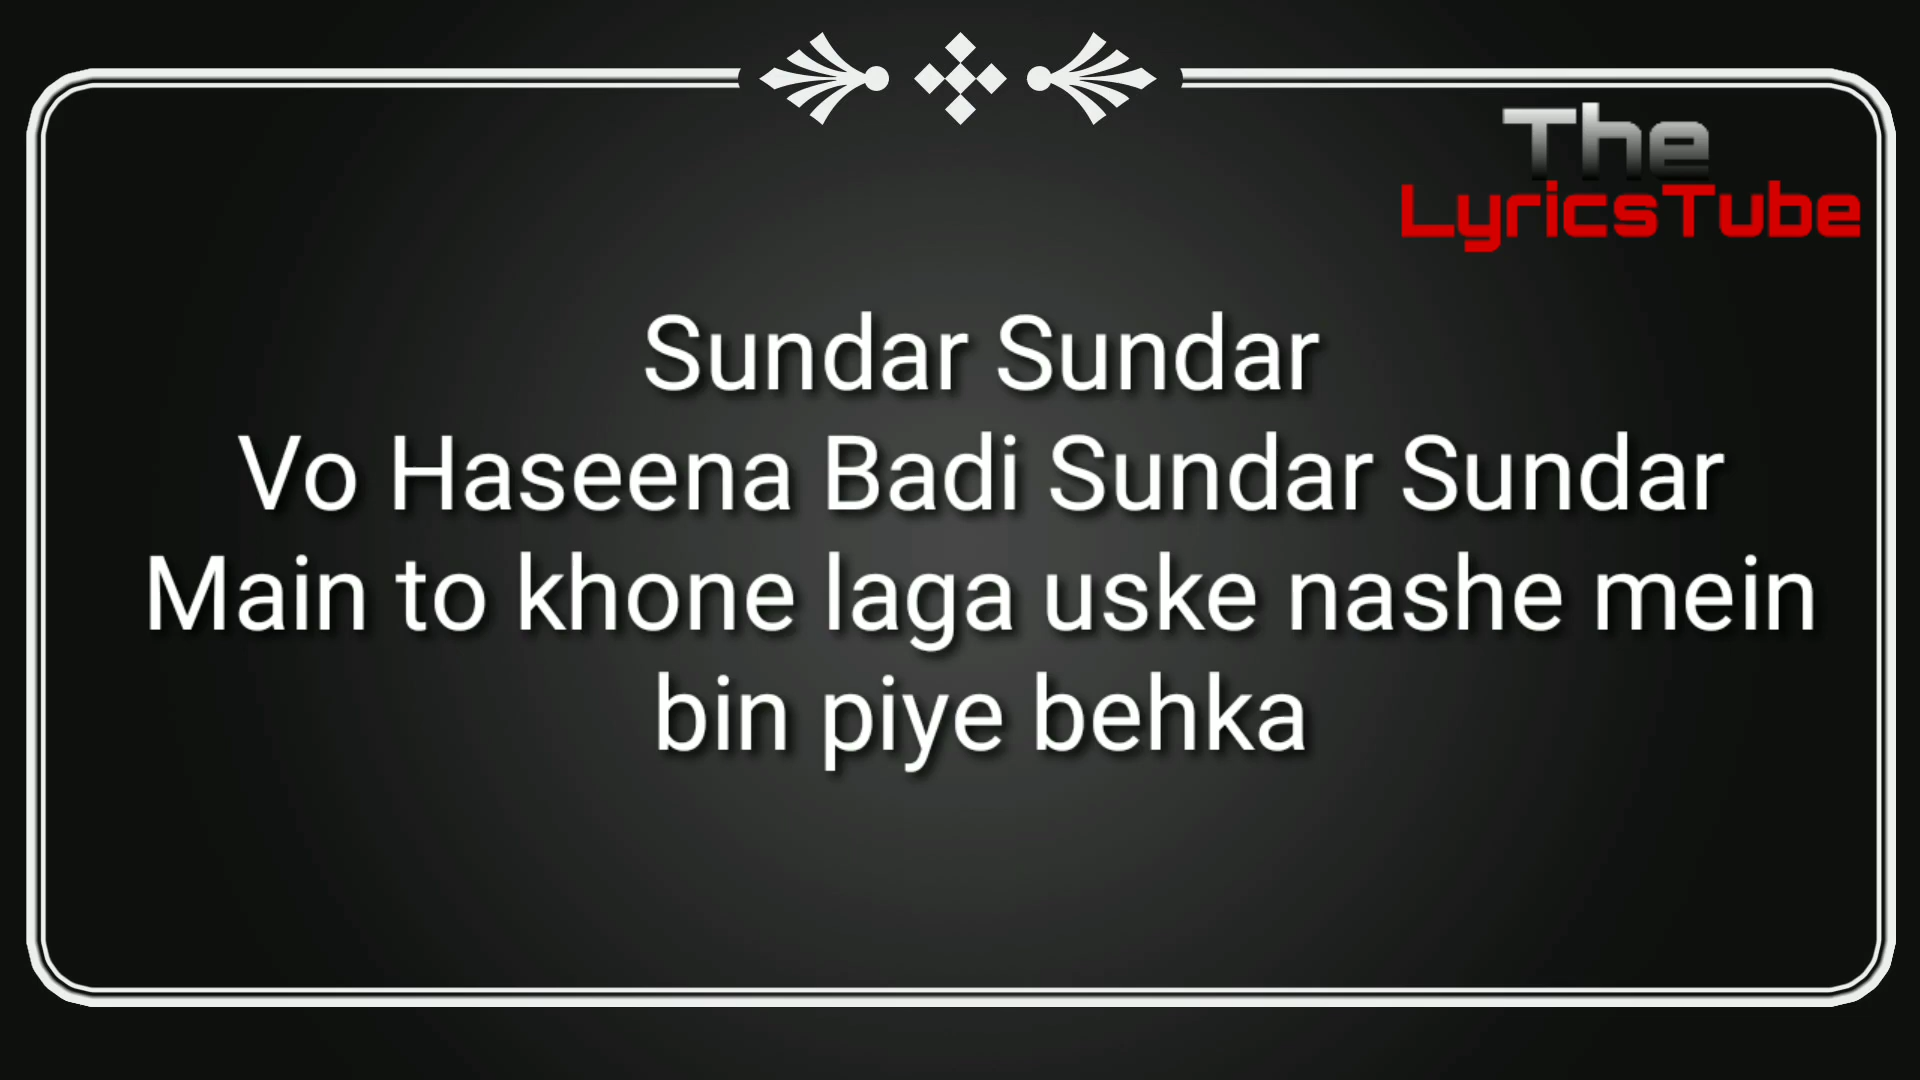 The
LyricsTube
Sundar Sundar
Vo Haseena Badi Sundar Sundar
Main to khone laga uske nashe mein
bin piye behka